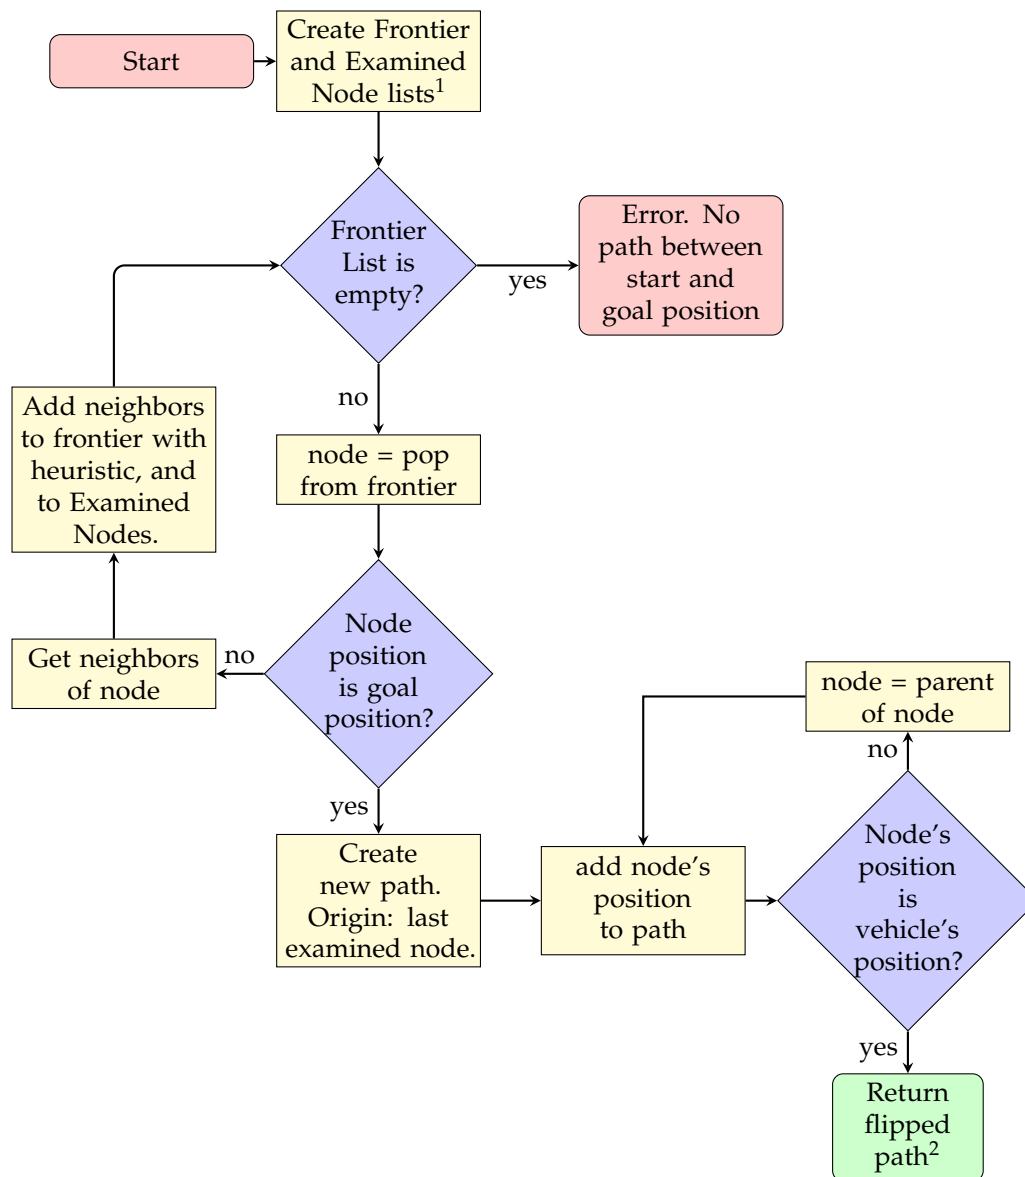 Start
Create Frontier
and Examined
Node lists¹
Frontier
List is
empty?
yes
Error. No
path between
start and
goal position
no
node = pop
from frontier
Add neighbors
to frontier with
heuristic, and
to Examined
Nodes.
Node
position
is goal
position?
no
Get neighbors
of node
yes
Create
new path.
Origin: last
examined node.
add node's
position
to path
Node's
position
is
vehicle's
position?
no
node = parent
of node
yes
Return
flipped
path²